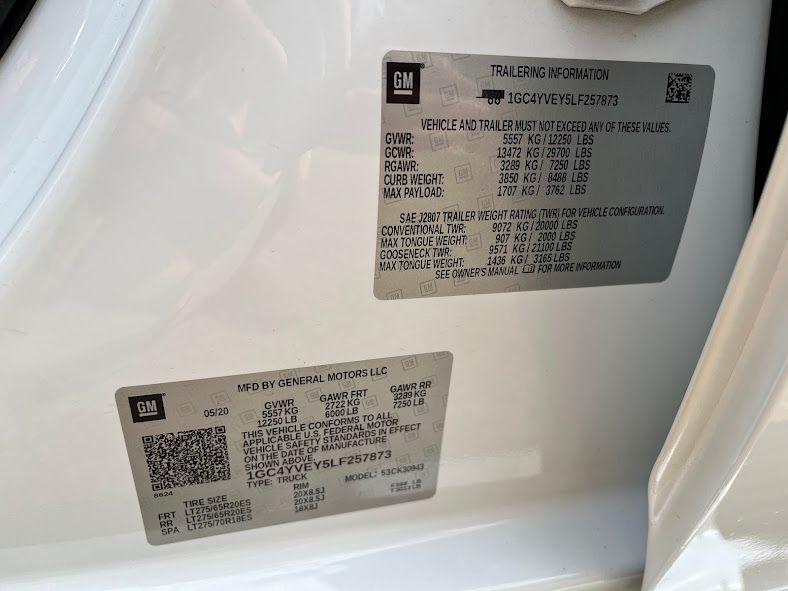 GM
TRAILERING INFORMATION
1GC4YVEY5LF257873
VEHICLE AND TRAILER MUST NOT EXCEED ANY OF THESE VALUES.
GVWR: 5557 KG / 12250 LBS
GCWR: 13472 KG / 29700 LBS
RGAWR: 3289 KG / 7250 LBS
CURB WEIGHT: 3850 KG / 8488 LBS
MAX PAYLOAD: 1707 KG / 3762 LBS
SAE J2807 TRAILER WEIGHT RATING (TWR) FOR VEHICLE CONFIGURATION.
CONVENTIONAL TWR: 9072 KG / 20000 LBS
MAX TONGUE WEIGHT: 907 KG / 2000 LBS
GOOSENECK TWR: 9571 KG / 21100 LBS
MAX TONGUE WEIGHT: 1436 KG / 3165 LBS
SEE OWNER'S MANUAL FOR MORE INFORMATION
GM
MFD BY GENERAL MOTORS LLC
05/20
GVWR GAWR FRT GAWR RR
5557 KG 2722 KG 3289 KG
12250 LB 6000 LB 7250 LB
THIS VEHICLE CONFORMS TO ALL
APPLICABLE U.S. FEDERAL MOTOR
VEHICLE SAFETY STANDARDS IN EFFECT
ON THE DATE OF MANUFACTURE
SHOWN ABOVE.
1GC4YVEY5LF257873
TYPE: TRUCK MODEL: 53CK30943
8624
TIRE SIZE RIM
FRT LT275/65R20ES 20X8.5J
RR LT275/65R20ES 20X8.5J
SPA LT275/70R18ES 18X8J